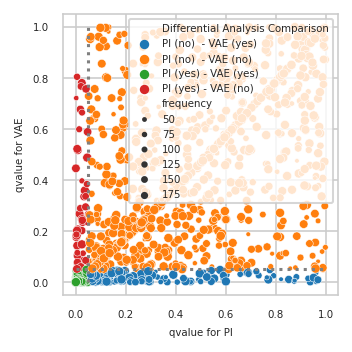 Differential Analysis Comparison
PI (no)  - VAE (yes)
PI (no)  - VAE (no)
PI (yes) - VAE (yes)
PI (yes) - VAE (no)
frequency
50
75
100
125
150
175
qvalue for VAE
1.0
0.8
0.6
0.4
0.2
0.0
0.0 0.2 0.4 0.6 0.8 1.0
qvalue for PI